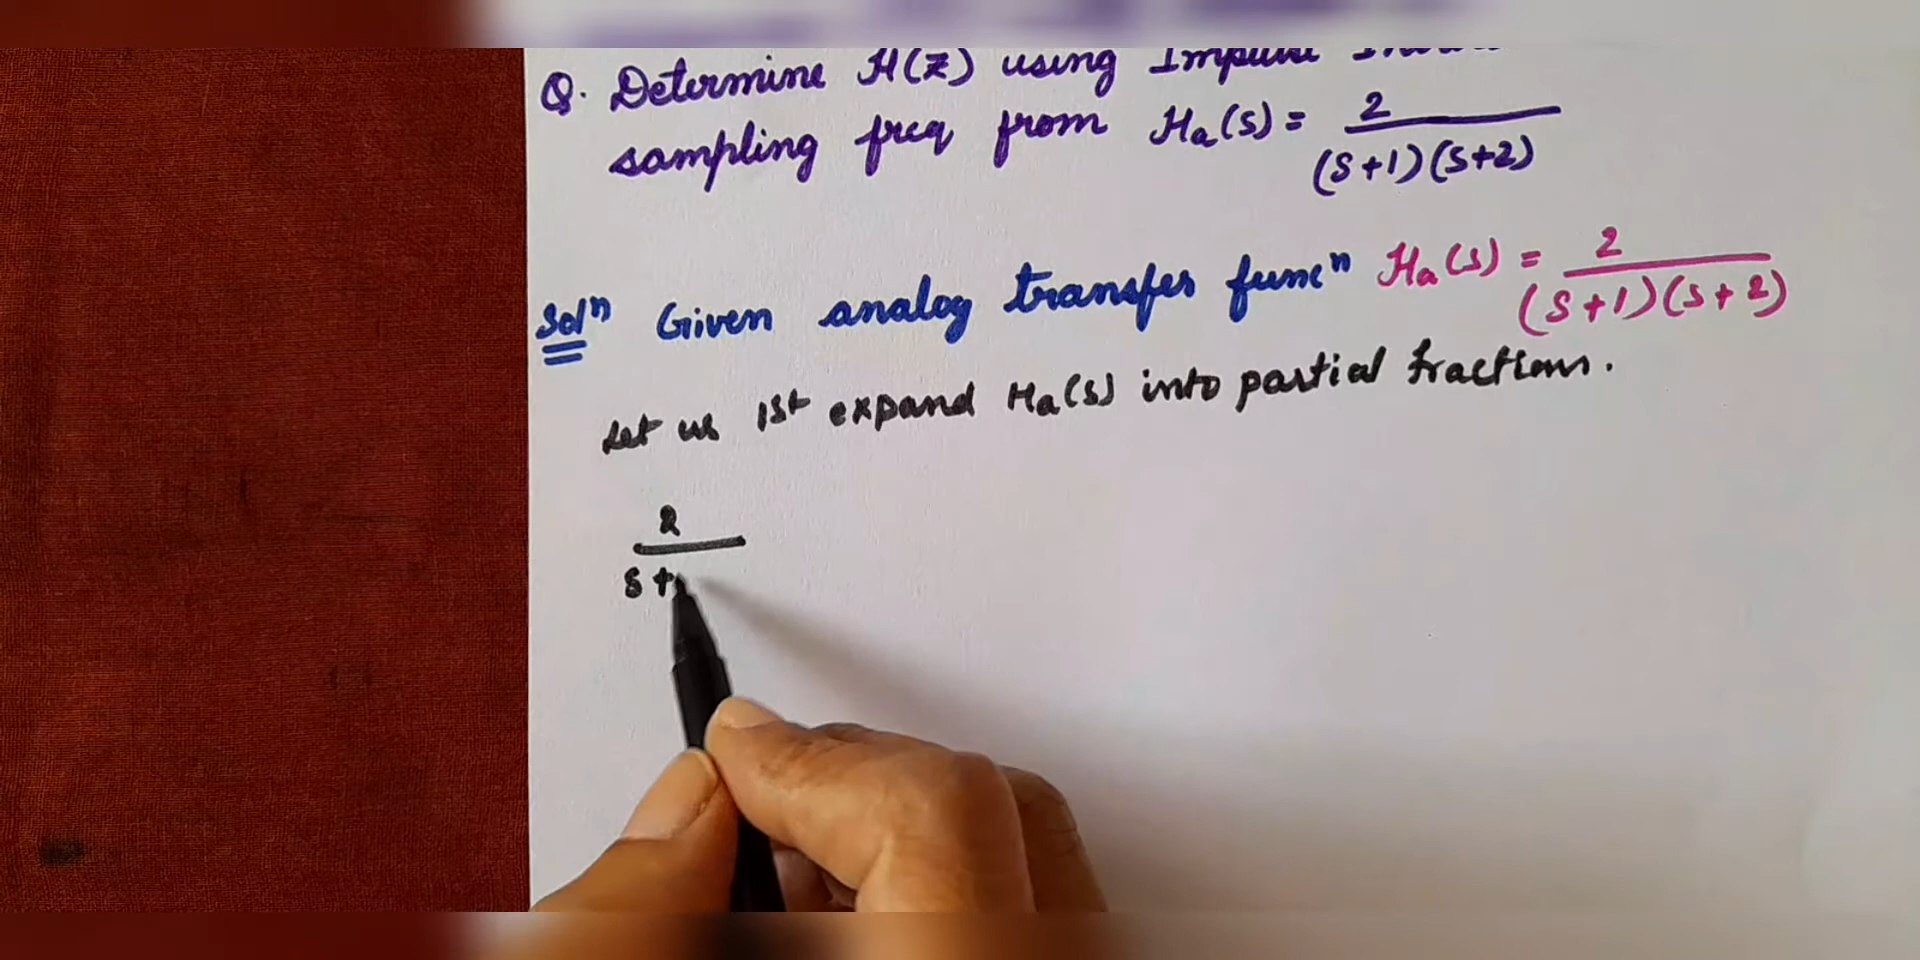 Q. Determine H(z) using Impulse
sampling freq from Ha(s) = 2 / (s+1)(s+2)
Solⁿ Given analog transfer funcⁿ Ha(s) = 2 / (s+1)(s+2)
Let us 1st expand Ha(s) into partial fractions.
2
s+